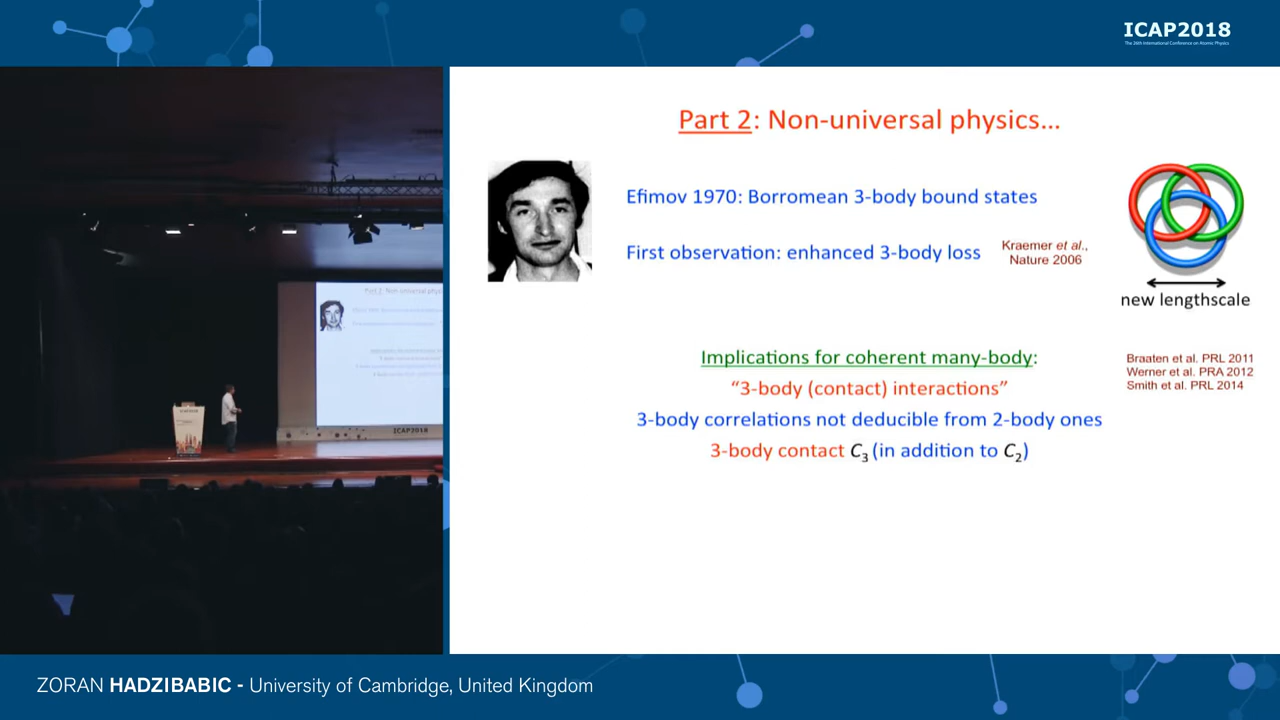 ICAP2018
The 26th International Conference on Atomic Physics
Part 2: Non-universal physics…
Efimov 1970: Borromean 3-body bound states
First observation: enhanced 3-body loss
Kraemer et al.,
Nature 2006
new lengthscale
Implications for coherent many-body:
“3-body (contact) interactions”
3-body correlations not deducible from 2-body ones
3-body contact C₃ (in addition to C₂)
Braaten et al. PRL 2011
Werner et al. PRA 2012
Smith et al. PRL 2014
ICAP2018
ZORAN HADZIBABIC - University of Cambridge, United Kingdom